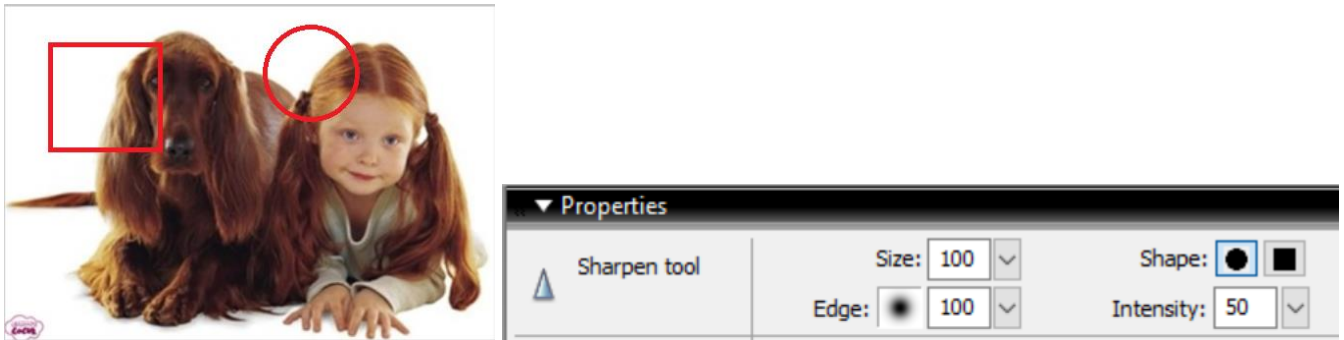 Properties
Sharpen tool
Size: 100
Shape:
Edge: 100
Intensity: 50